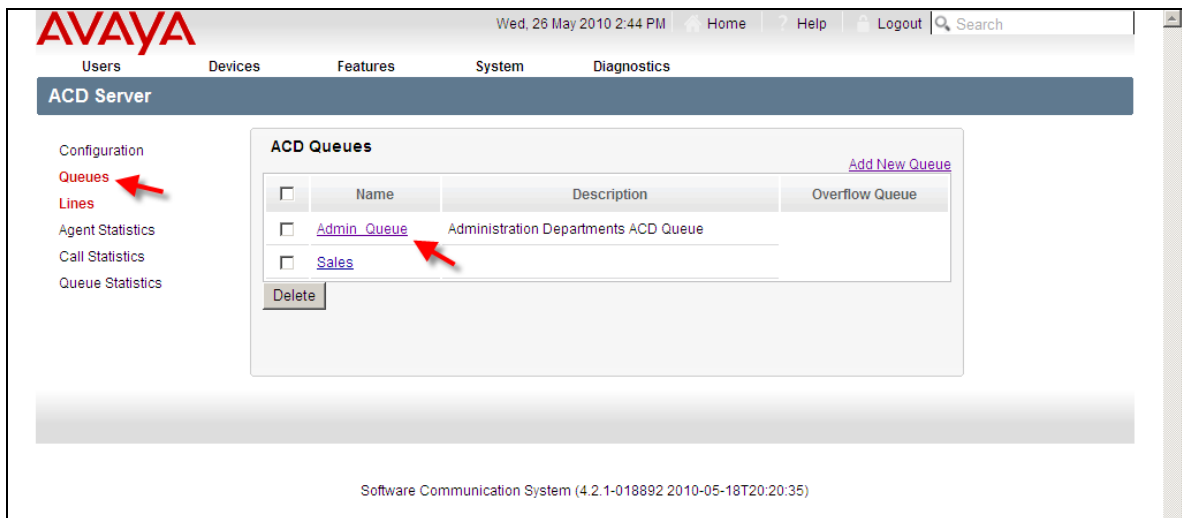 AVAYA
Wed, 26 May 2010 2:44 PM Home ? Help Logout Search
Users Devices Features System Diagnostics
ACD Server
Configuration
Queues
Lines
Agent Statistics
Call Statistics
Queue Statistics
ACD Queues
Add New Queue
Name Description Overflow Queue
Admin_Queue Administration Departments ACD Queue
Sales
Delete
Software Communication System (4.2.1-018892 2010-05-18T20:20:35)